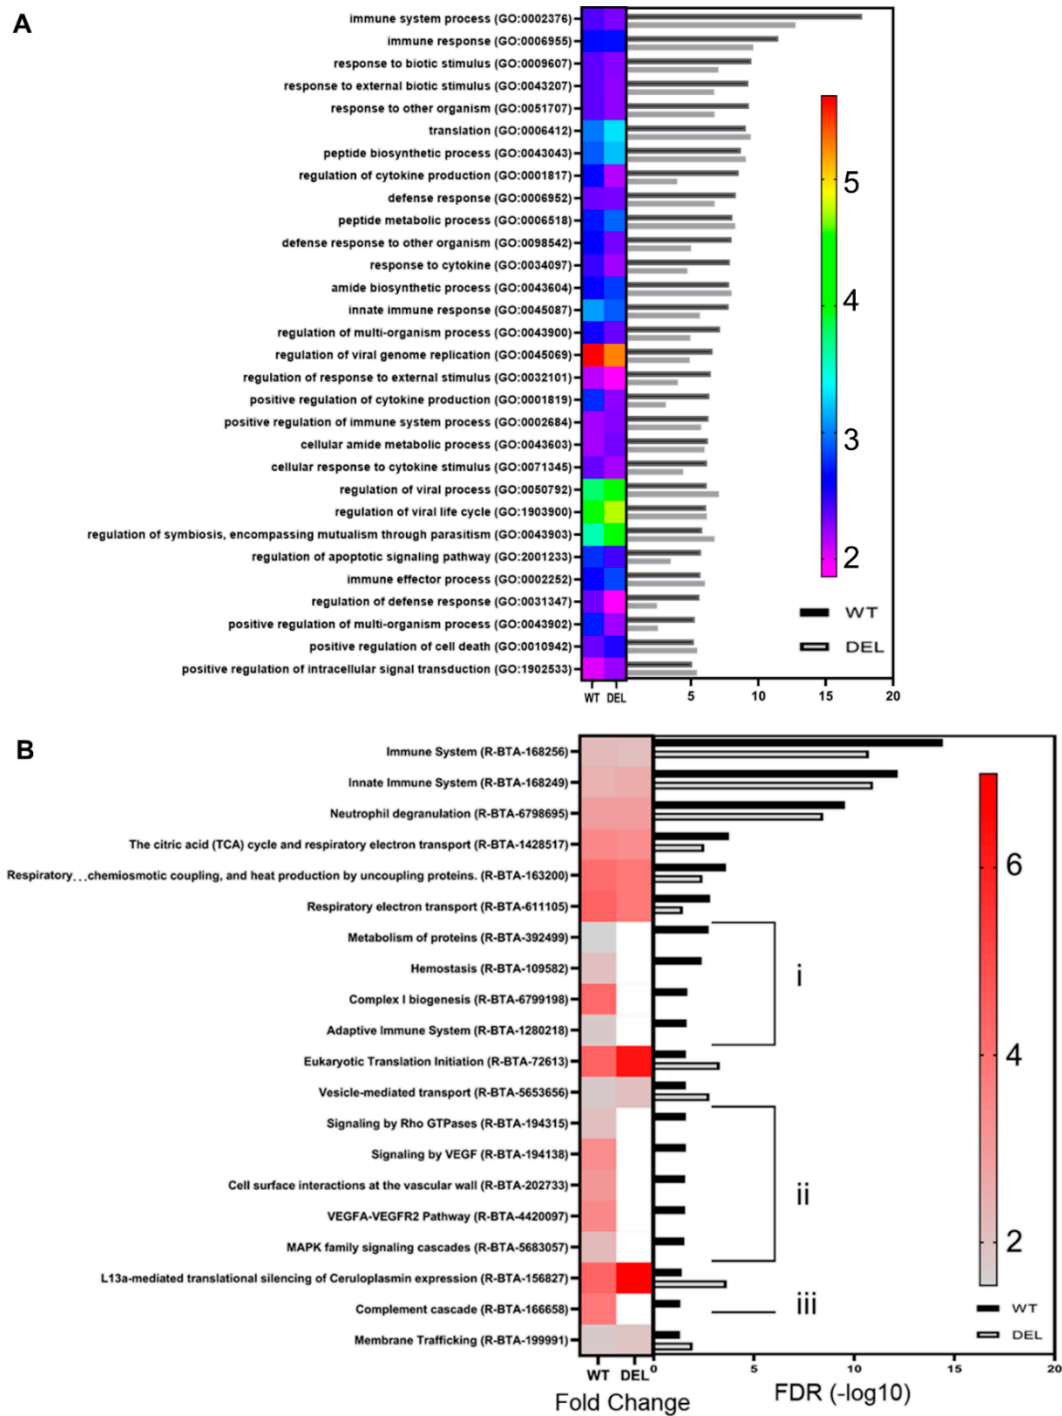 A
immune system process (GO:0002376)
immune response (GO:0006955)
response to biotic stimulus (GO:0009607)
response to external biotic stimulus (GO:0043207)
response to other organism (GO:0051707)
translation (GO:0006412)
peptide biosynthetic process (GO:0043043)
regulation of cytokine production (GO:0001817)
defense response (GO:0006952)
peptide metabolic process (GO:0006518)
defense response to other organism (GO:0098542)
response to cytokine (GO:0034097)
amide biosynthetic process (GO:0043604)
innate immune response (GO:0045087)
regulation of multi-organism process (GO:0043900)
regulation of viral genome replication (GO:0045069)
regulation of response to external stimulus (GO:0032101)
positive regulation of cytokine production (GO:0001819)
positive regulation of immune system process (GO:0002684)
cellular amide metabolic process (GO:0043603)
cellular response to cytokine stimulus (GO:0071345)
regulation of viral process (GO:0050792)
regulation of viral life cycle (GO:1903900)
regulation of symbiosis, encompassing mutualism through parasitism (GO:0043903)
regulation of apoptotic signaling pathway (GO:2001233)
immune effector process (GO:0002252)
regulation of defense response (GO:0031347)
positive regulation of multi-organism process (GO:0043902)
positive regulation of cell death (GO:0010942)
positive regulation of intracellular signal transduction (GO:1902533)
5
4
3
2
WT
DEL
WT DEL
5 10 15 20
B
Immune System (R-BTA-168256)
Innate Immune System (R-BTA-168249)
Neutrophil degranulation (R-BTA-6798695)
The citric acid (TCA) cycle and respiratory electron transport (R-BTA-1428517)
Respiratory...chemiosmotic coupling, and heat production by uncoupling proteins. (R-BTA-163200)
Respiratory electron transport (R-BTA-611105)
Metabolism of proteins (R-BTA-392499)
Hemostasis (R-BTA-109582)
Complex I biogenesis (R-BTA-6799198)
Adaptive Immune System (R-BTA-1280218)
Eukaryotic Translation Initiation (R-BTA-72613)
Vesicle-mediated transport (R-BTA-5653656)
Signaling by Rho GTPases (R-BTA-194315)
Signaling by VEGF (R-BTA-194138)
Cell surface interactions at the vascular wall (R-BTA-202733)
VEGFA-VEGFR2 Pathway (R-BTA-4420097)
MAPK family signaling cascades (R-BTA-5683057)
L13a-mediated translational silencing of Ceruloplasmin expression (R-BTA-156827)
Complement cascade (R-BTA-166658)
Membrane Trafficking (R-BTA-199991)
i
ii
iii
6
4
2
WT
DEL
WT DEL
0 5 10 15 20
Fold Change
FDR (-log10)